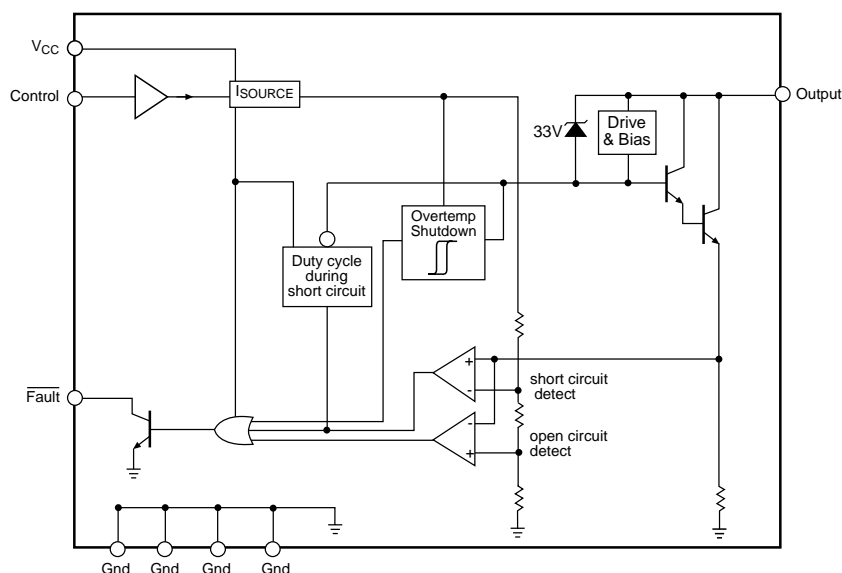 VCC
Control
ISOURCE
Output
33V
Drive
& Bias
Overtemp
Shutdown
Duty cycle
during
short circuit
+
-
short circuit
detect
Fault
-
+
open circuit
detect
Gnd Gnd Gnd Gnd